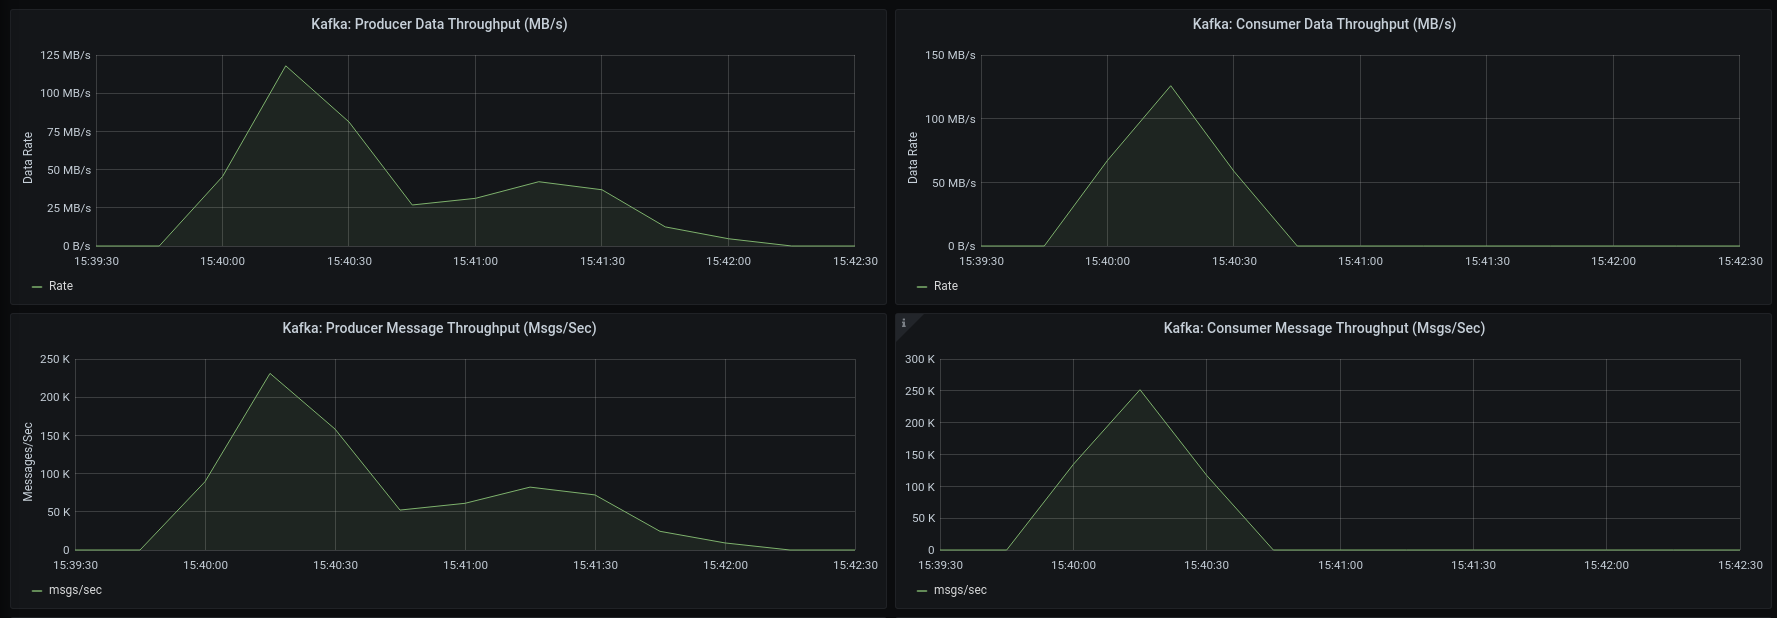 Kafka: Producer Data Throughput (MB/s)
125 MB/s
100 MB/s
75 MB/s
50 MB/s
25 MB/s
0 B/s
Data Rate
15:39:30 15:40:00 15:40:30 15:41:00 15:41:30 15:42:00 15:42:30
Rate
Kafka: Consumer Data Throughput (MB/s)
150 MB/s
100 MB/s
50 MB/s
0 B/s
Data Rate
15:39:30 15:40:00 15:40:30 15:41:00 15:41:30 15:42:00 15:42:30
Rate
Kafka: Producer Message Throughput (Msgs/Sec)
250 K
200 K
150 K
100 K
50 K
0
Messages/Sec
15:39:30 15:40:00 15:40:30 15:41:00 15:41:30 15:42:00 15:42:30
msgs/sec
i
Kafka: Consumer Message Throughput (Msgs/Sec)
300 K
250 K
200 K
150 K
100 K
50 K
0
15:39:30 15:40:00 15:40:30 15:41:00 15:41:30 15:42:00 15:42:30
msgs/sec